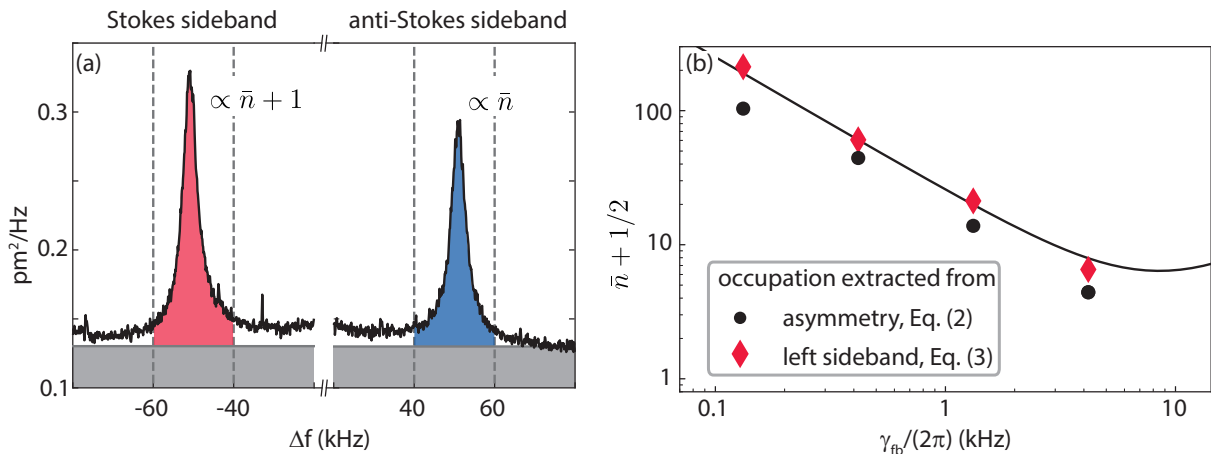 Stokes sideband
anti-Stokes sideband
(a)
∝ n̄ + 1
∝ n̄
0.3
0.2
0.1
pm²/Hz
-60
-40
40
60
Δf (kHz)
(b)
100
10
1
n̄ + 1/2
occupation extracted from
asymmetry, Eq. (2)
left sideband, Eq. (3)
0.1
1
10
γfb/(2π) (kHz)